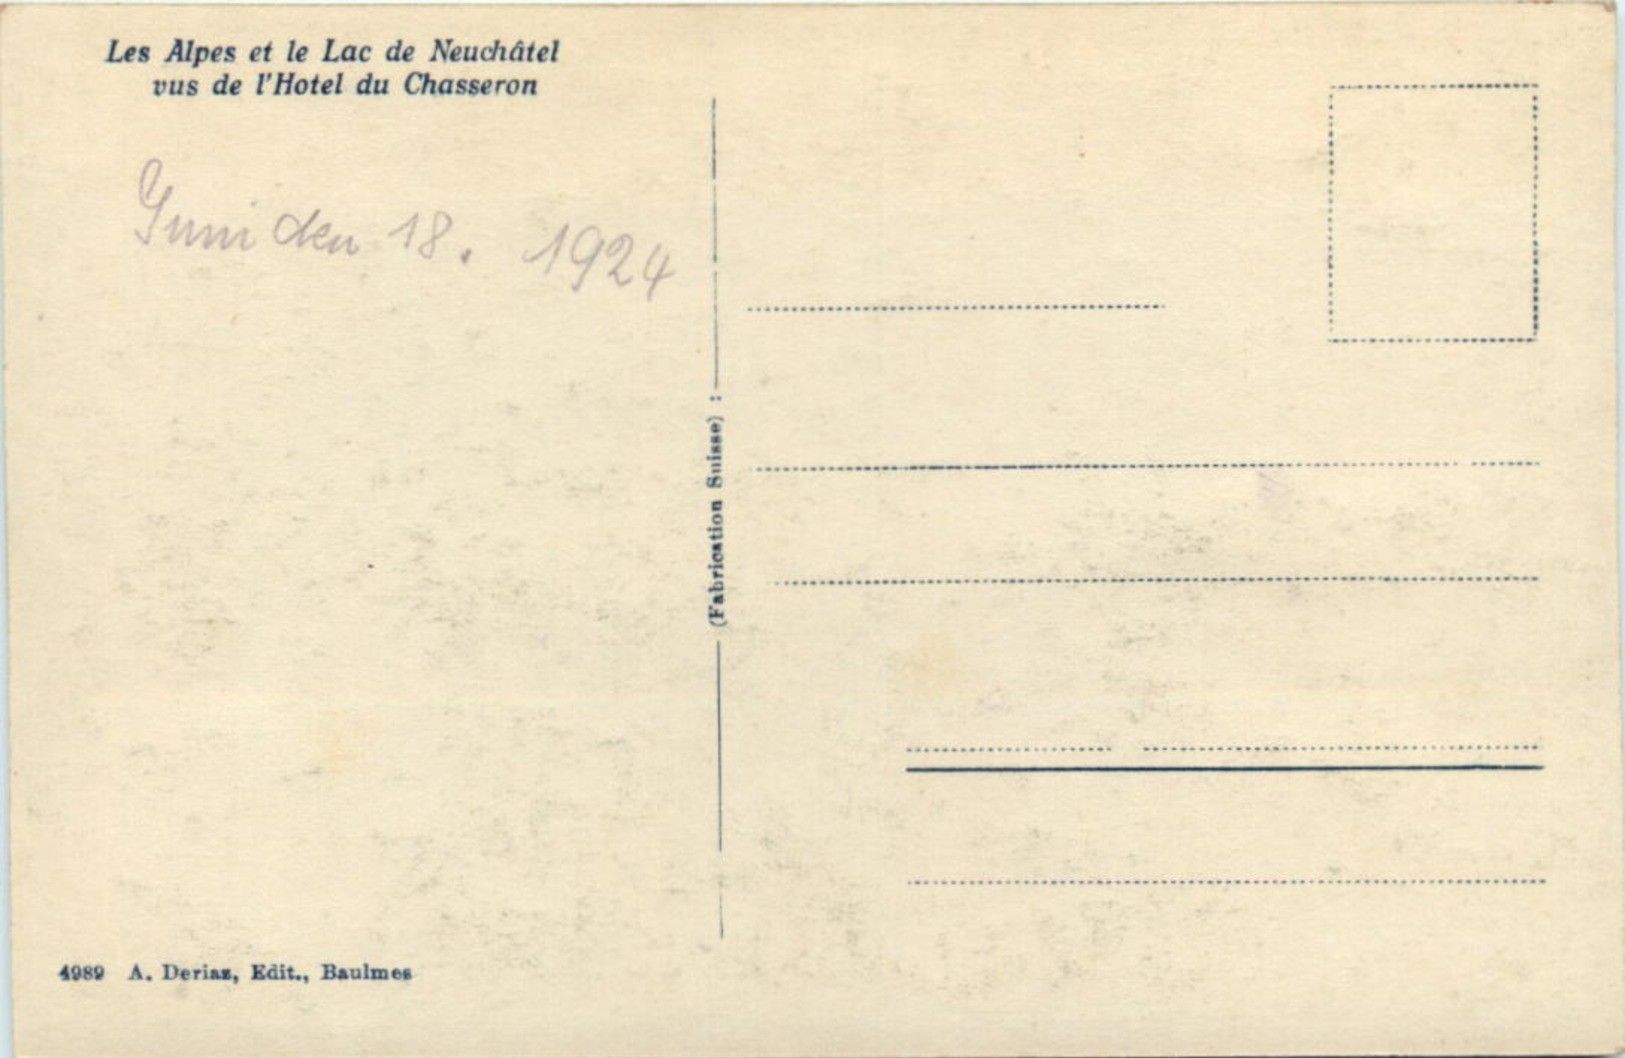 Les Alpes et le Lac de Neuchâtel
vus de l'Hotel du Chasseron
Juni den 18. 1924
(Fabrication Suisse) :
4989 A. Deriaz, Edit., Baulmes